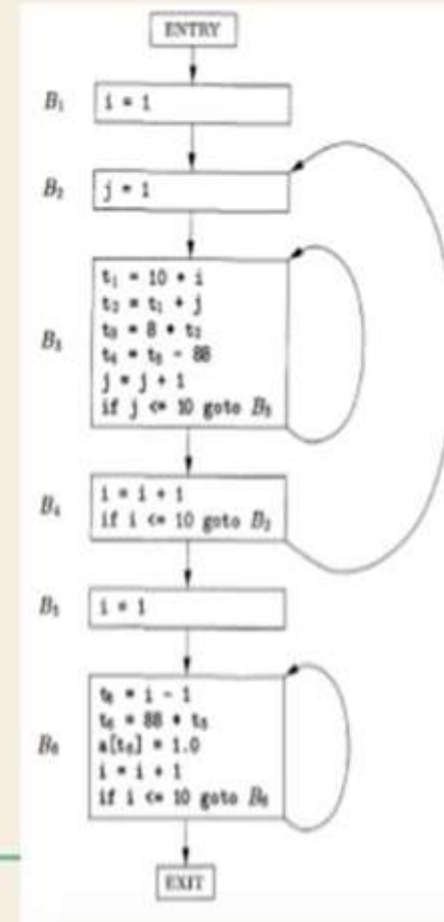 ENTRY
B₁
i = 1
B₂
j = 1
B₃
t₁ = 10 * i
t₂ = t₁ + j
t₃ = 8 * t₂
t₄ = t₃ - 88
j = j + 1
if j <= 10 goto B₃
B₄
i = i + 1
if i <= 10 goto B₂
B₅
i = 1
B₆
t₅ = i - 1
t₆ = 88 * t₅
a[t₆] = 1.0
i = i + 1
if i <= 10 goto B₆
EXIT